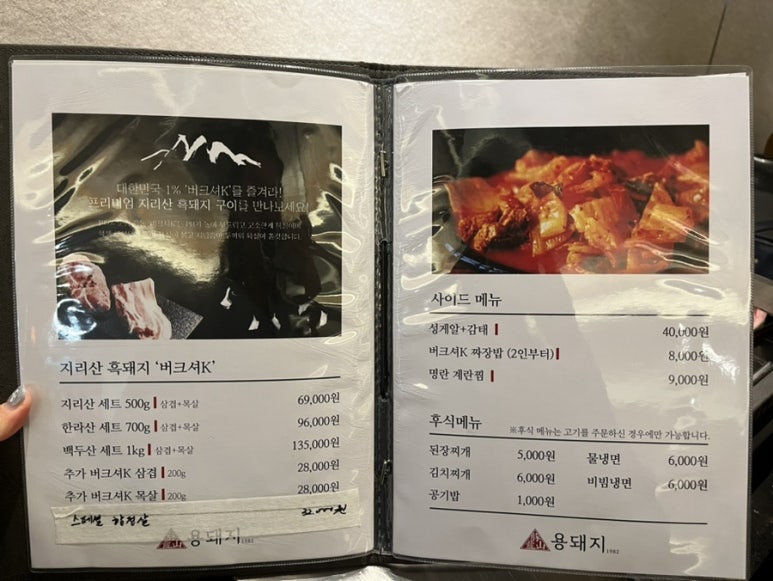 대한민국 1% '버크셔K'를 즐겨라!
프리미엄 지리산 흑돼지 구이를 만나보세요!
지리산 흑돼지 '버크셔K'
지리산 세트 500g 삼겹+목살 69,000원
한라산 세트 700g 삼겹+목살 96,000원
백두산 세트 1kg 삼겹+목살 135,000원
추가 버크셔K 삼겹 200g 28,000원
추가 버크셔K 목살 200g 28,000원
스페셜 항정살 32,000원
용돼지 1982
사이드 메뉴
성게알+감태 40,000원
버크셔K 짜장밥 (2인부터) 8,000원
명란 계란찜 9,000원
후식메뉴 ※후식 메뉴는 고기를 주문하신 경우에만 가능합니다.
된장찌개 5,000원 물냉면 6,000원
김치찌개 6,000원 비빔냉면 6,000원
공기밥 1,000원
용돼지 1982